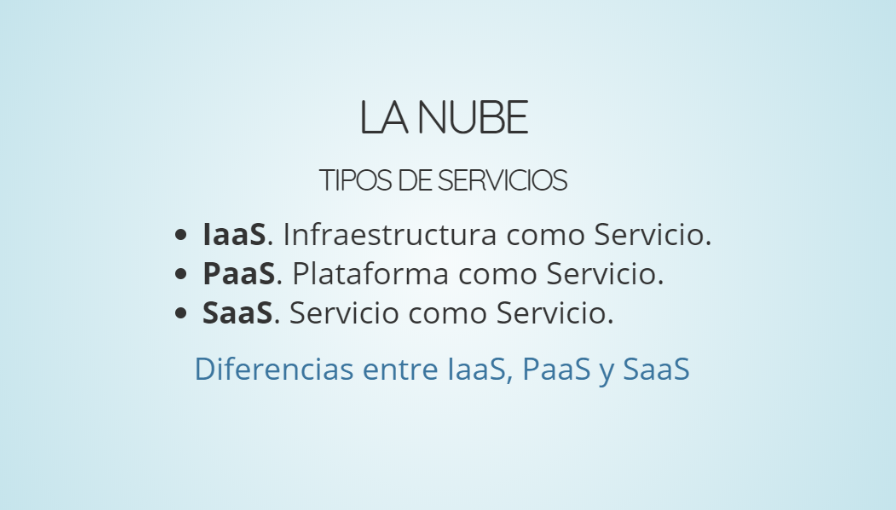 LA NUBE
TIPOS DE SERVICIOS
• IaaS. Infraestructura como Servicio.
• PaaS. Plataforma como Servicio.
• SaaS. Servicio como Servicio.
Diferencias entre IaaS, PaaS y SaaS